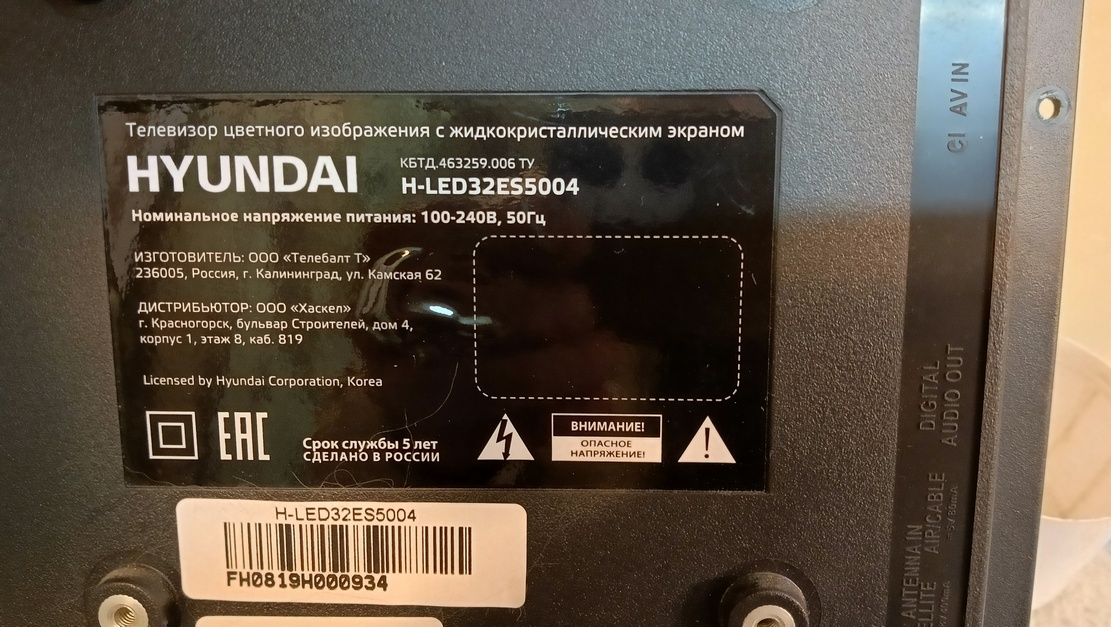 Телевизор цветного изображения с жидкокристаллическим экраном
HYUNDAI
КБТД.463259.006 ТУ
H-LED32ES5004
Номинальное напряжение питания: 100-240В, 50Гц
ИЗГОТОВИТЕЛЬ: ООО «Телебалт Т»
236005, Россия, г. Калининград, ул. Камская 62
ДИСТРИБЬЮТОР: ООО «Хаскел»
г. Красногорск, бульвар Строителей, дом 4,
корпус 1, этаж 8, каб. 819
Licensed by Hyundai Corporation, Korea
EAC
Срок службы 5 лет
СДЕЛАНО В РОССИИ
ВНИМАНИЕ!
ОПАСНОЕ
НАПРЯЖЕНИЕ!
H-LED32ES5004
FH0819H000934
CI AV IN
DIGITAL
AUDIO OUT
ANTENNA IN
AIR/CABLE